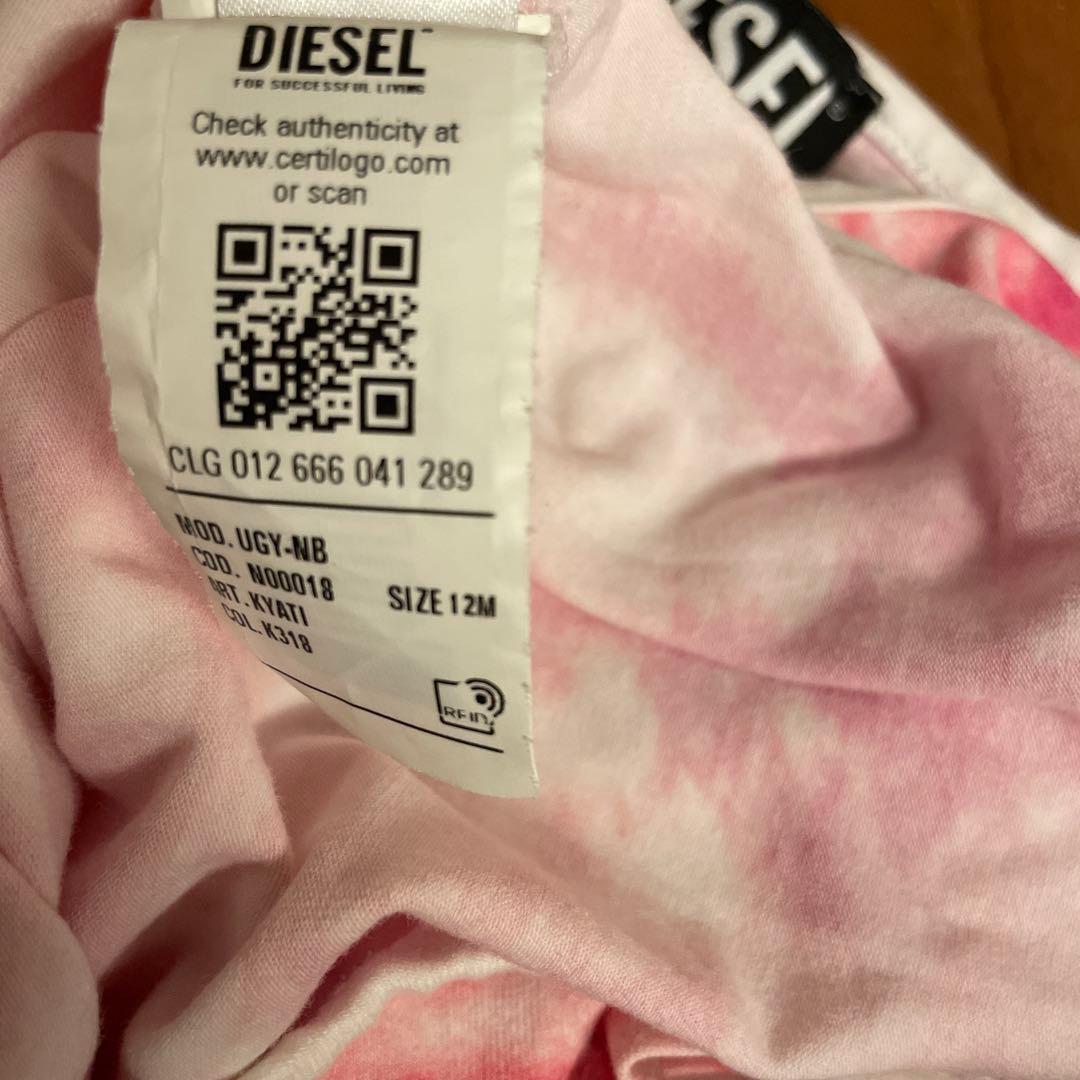 DIESEL
FOR SUCCESSFUL LIVING
Check authenticity at
www.certilogo.com
or scan
CLG 012 666 041 289
MOD. UGY-NB
COD. N00018
ART. KYATI
COL. K318
SIZE 12M
RFID